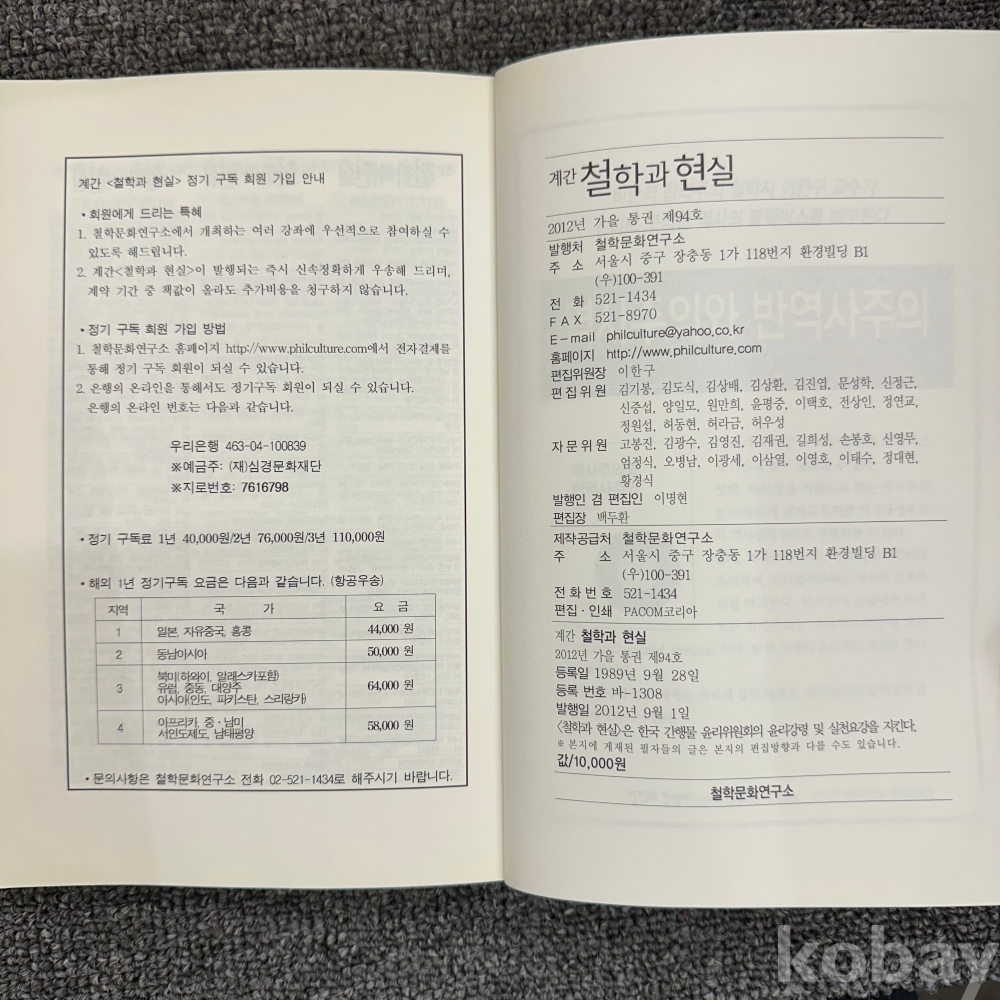 계간 <철학과 현실> 정기 구독 회원 가입 안내
• 회원에게 드리는 특혜
1. 철학문화연구소에서 개최하는 여러 강좌에 우선적으로 참여하실 수
있도록 해드립니다.
2. 계간<철학과 현실>이 발행되는 즉시 신속정확하게 우송해 드리며,
계약 기간 중 책값이 올라도 추가비용을 청구하지 않습니다.
• 정기 구독 회원 가입 방법
1. 철학문화연구소 홈페이지 http://www.philculture.com에서 전자결제를
통해 정기 구독 회원이 되실 수 있습니다.
2. 은행의 온라인을 통해서도 정기구독 회원이 되실 수 있습니다.
은행의 온라인 번호는 다음과 같습니다.
우리은행 463-04-100839
※예금주: (재)심경문화재단
※지로번호: 7616798
• 정기 구독료 1년 40,000원/2년 76,000원/3년 110,000원
• 해외 1년 정기구독 요금은 다음과 같습니다. (항공우송)
지역 국 가 요 금
1 일본, 자유중국, 홍콩 44,000 원
2 동남아시아 50,000 원
3 북미(하와이, 알래스카포함) 유럽, 중동, 대양주 아시아(인도, 파키스탄, 스리랑카) 64,000 원
4 아프리카, 중·남미 서인도제도, 남태평양 58,000 원
• 문의사항은 철학문화연구소 전화 02-521-1434로 해주시기 바랍니다.
계간 철학과 현실
2012년 가을 통권 제94호
발행처 철학문화연구소
주 소 서울시 중구 장충동 1가 118번지 환경빌딩 B1
(우)100-391
전 화 521-1434
F A X 521-8970
E-mail philculture@yahoo.co.kr
홈페이지 http://www.philculture.com
편집위원장 이한구
편집위원 김기봉, 김도식, 김상배, 김상환, 김진엽, 문성학, 신정근,
신중섭, 양일모, 원만희, 윤평중, 이택호, 전상인, 정연교,
정원섭, 허동현, 허라금, 허우성
자문위원 고봉진, 김광수, 김영진, 김재권, 길희성, 손봉호, 신영무,
엄정식, 오병남, 이광세, 이삼열, 이영호, 이태수, 정대현,
황경식
발행인 겸 편집인 이명현
편집장 백두환
제작공급처 철학문화연구소
주 소 서울시 중구 장충동 1가 118번지 환경빌딩 B1
(우)100-391
전화번호 521-1434
편집·인쇄 PACOM코리아
계간 철학과 현실
2012년 가을 통권 제94호
등록일 1989년 9월 28일
등록 번호 바-1308
발행일 2012년 9월 1일
<철학과 현실>은 한국 간행물 윤리위원회의 윤리강령 및 실천요강을 지킨다.
※ 본지에 게재된 필자들의 글은 본지의 편집방향과 다를 수도 있습니다.
값/10,000원
철학문화연구소
kobay